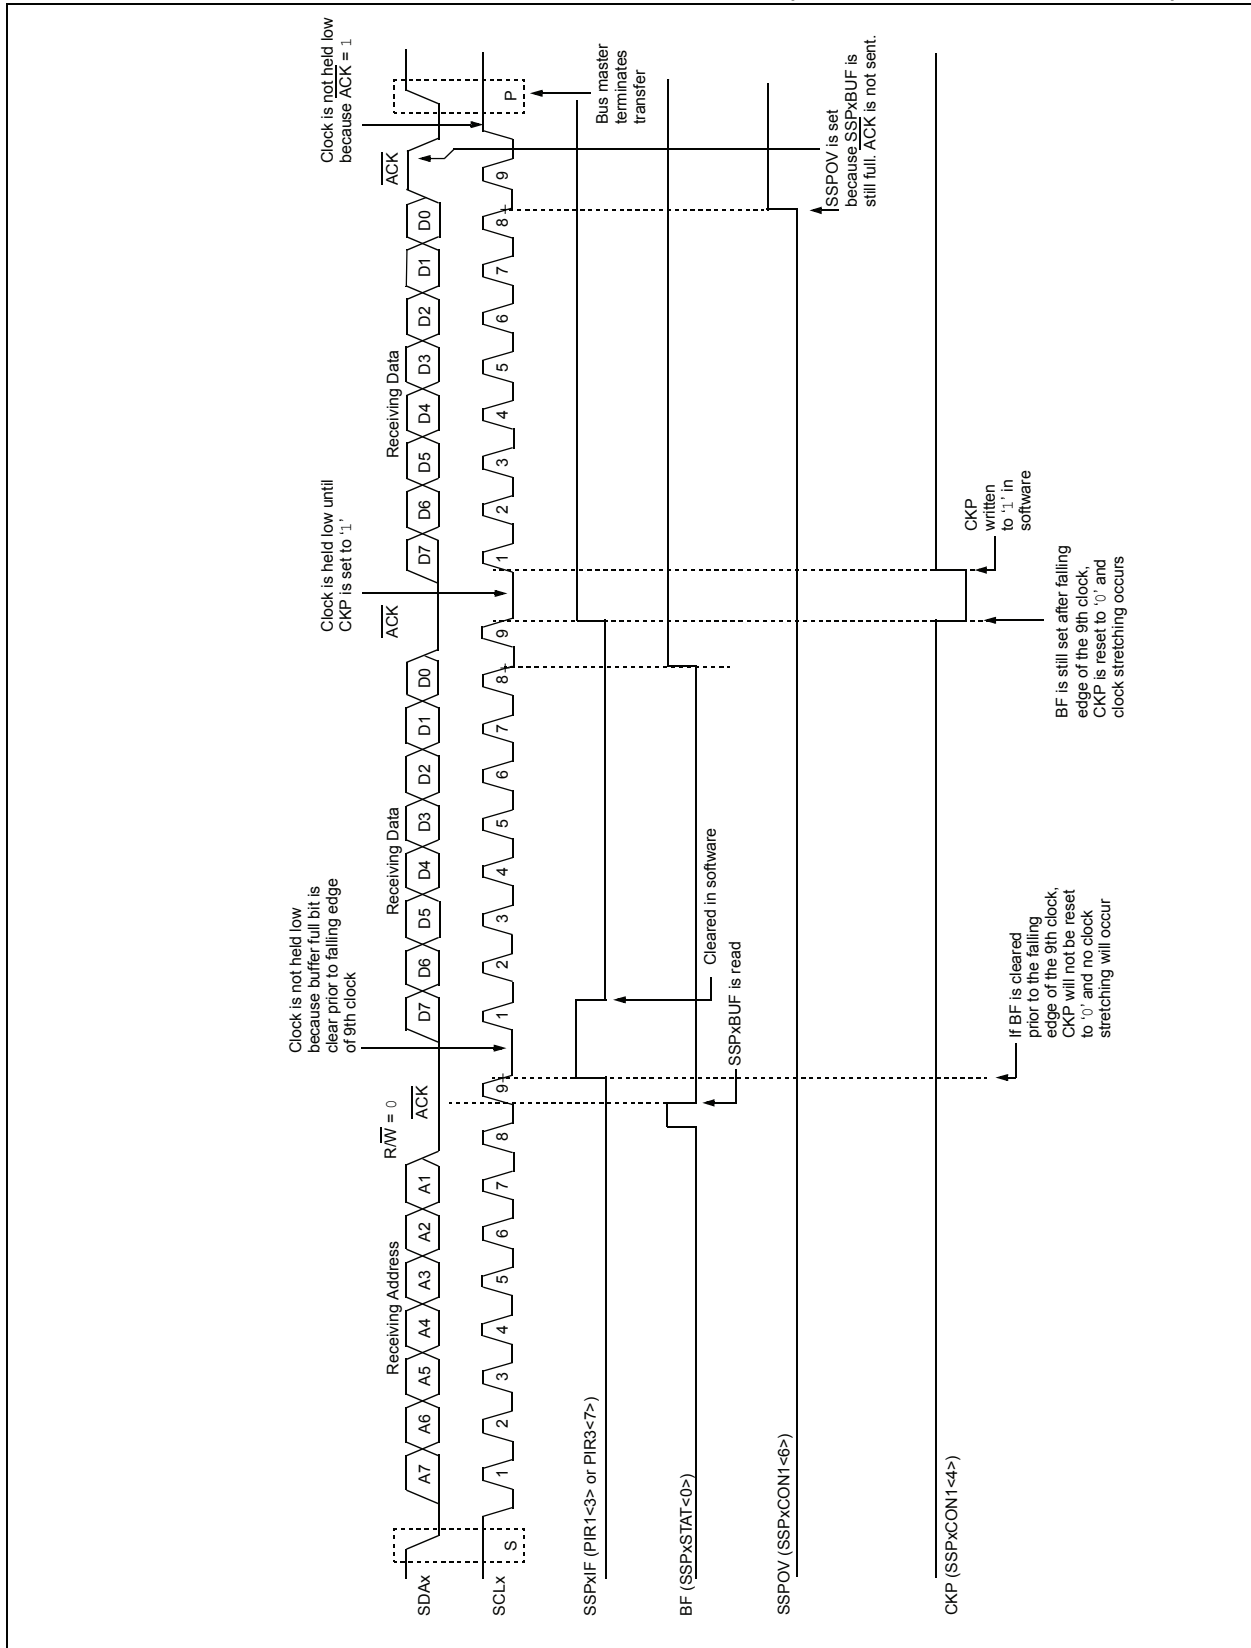 Clock is not held low
because ACK = 1
ACK
P
Bus master
terminates
transfer
SSPOV is set
because SSPxBUF is
still full. ACK is not sent.
Receiving Data
D7 D6 D5 D4 D3 D2 D1 D0
1 2 3 4 5 6 7 8 9
Clock is held low until
CKP is set to ‘1’
ACK
CKP
written
to ‘1’ in
software
BF is still set after falling
edge of the 9th clock,
CKP is reset to ‘0’ and
clock stretching occurs
Receiving Data
D7 D6 D5 D4 D3 D2 D1 D0
1 2 3 4 5 6 7 8 9
Clock is not held low
because buffer full bit is
clear prior to falling edge
of 9th clock
Cleared in software
SSPxBUF is read
If BF is cleared
prior to the falling
edge of the 9th clock,
CKP will not be reset
to ‘0’ and no clock
stretching will occur
R/W = 0
ACK
Receiving Address
A7 A6 A5 A4 A3 A2 A1
1 2 3 4 5 6 7 8 9
S
SDAx
SCLx
SSPxIF (PIR1<3> or PIR3<7>)
BF (SSPxSTAT<0>)
SSPOV (SSPxCON1<6>)
CKP (SSPxCON1<4>)